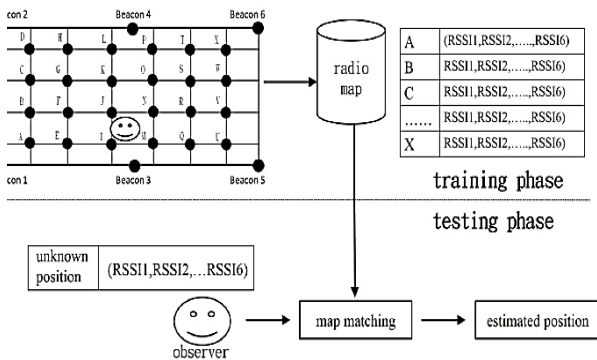 con 2 Beacon 4 Beacon 6
D H L P T X
C G K O S W
B F J N R V
A E I M Q U
con 1 Beacon 3 Beacon 5
radio
map
A (RSSI1,RSSI2,.....,RSSI6)
B RSSI1,RSSI2,.....,RSSI6)
C RSSI1,RSSI2,.....,RSSI6)
...... RSSI1,RSSI2,.....,RSSI6)
X RSSI1,RSSI2,.....,RSSI6)
training phase
testing phase
unknown
position
(RSSI1,RSSI2,...RSSI6)
observer
map matching
estimated position